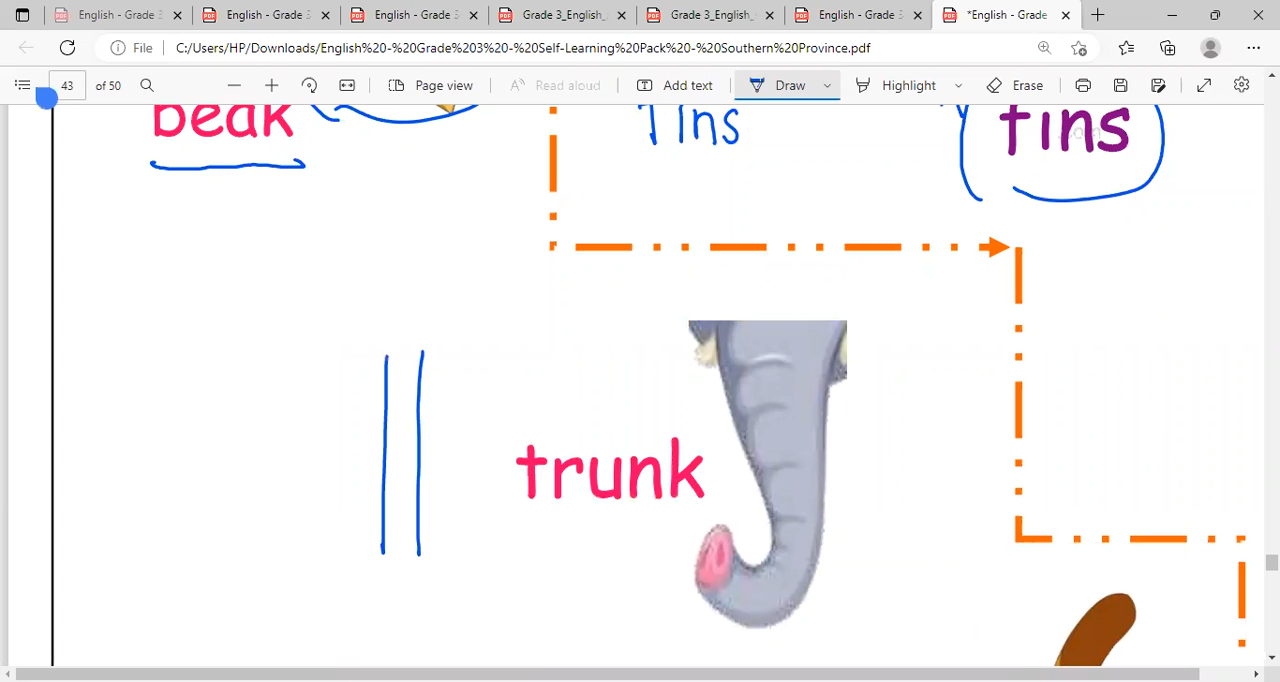 English - Grade 3
English - Grade 3
English - Grade 3
Grade 3_English_
Grade 3_English_
English - Grade 3
*English - Grade
File
C:/Users/HP/Downloads/English%20-%20Grade%203%20-%20Self-Learning%20Pack%20-%20Southern%20Province.pdf
43 of 50
Page view
Read aloud
Add text
Draw
Highlight
Erase
beak
fins
fins
trunk